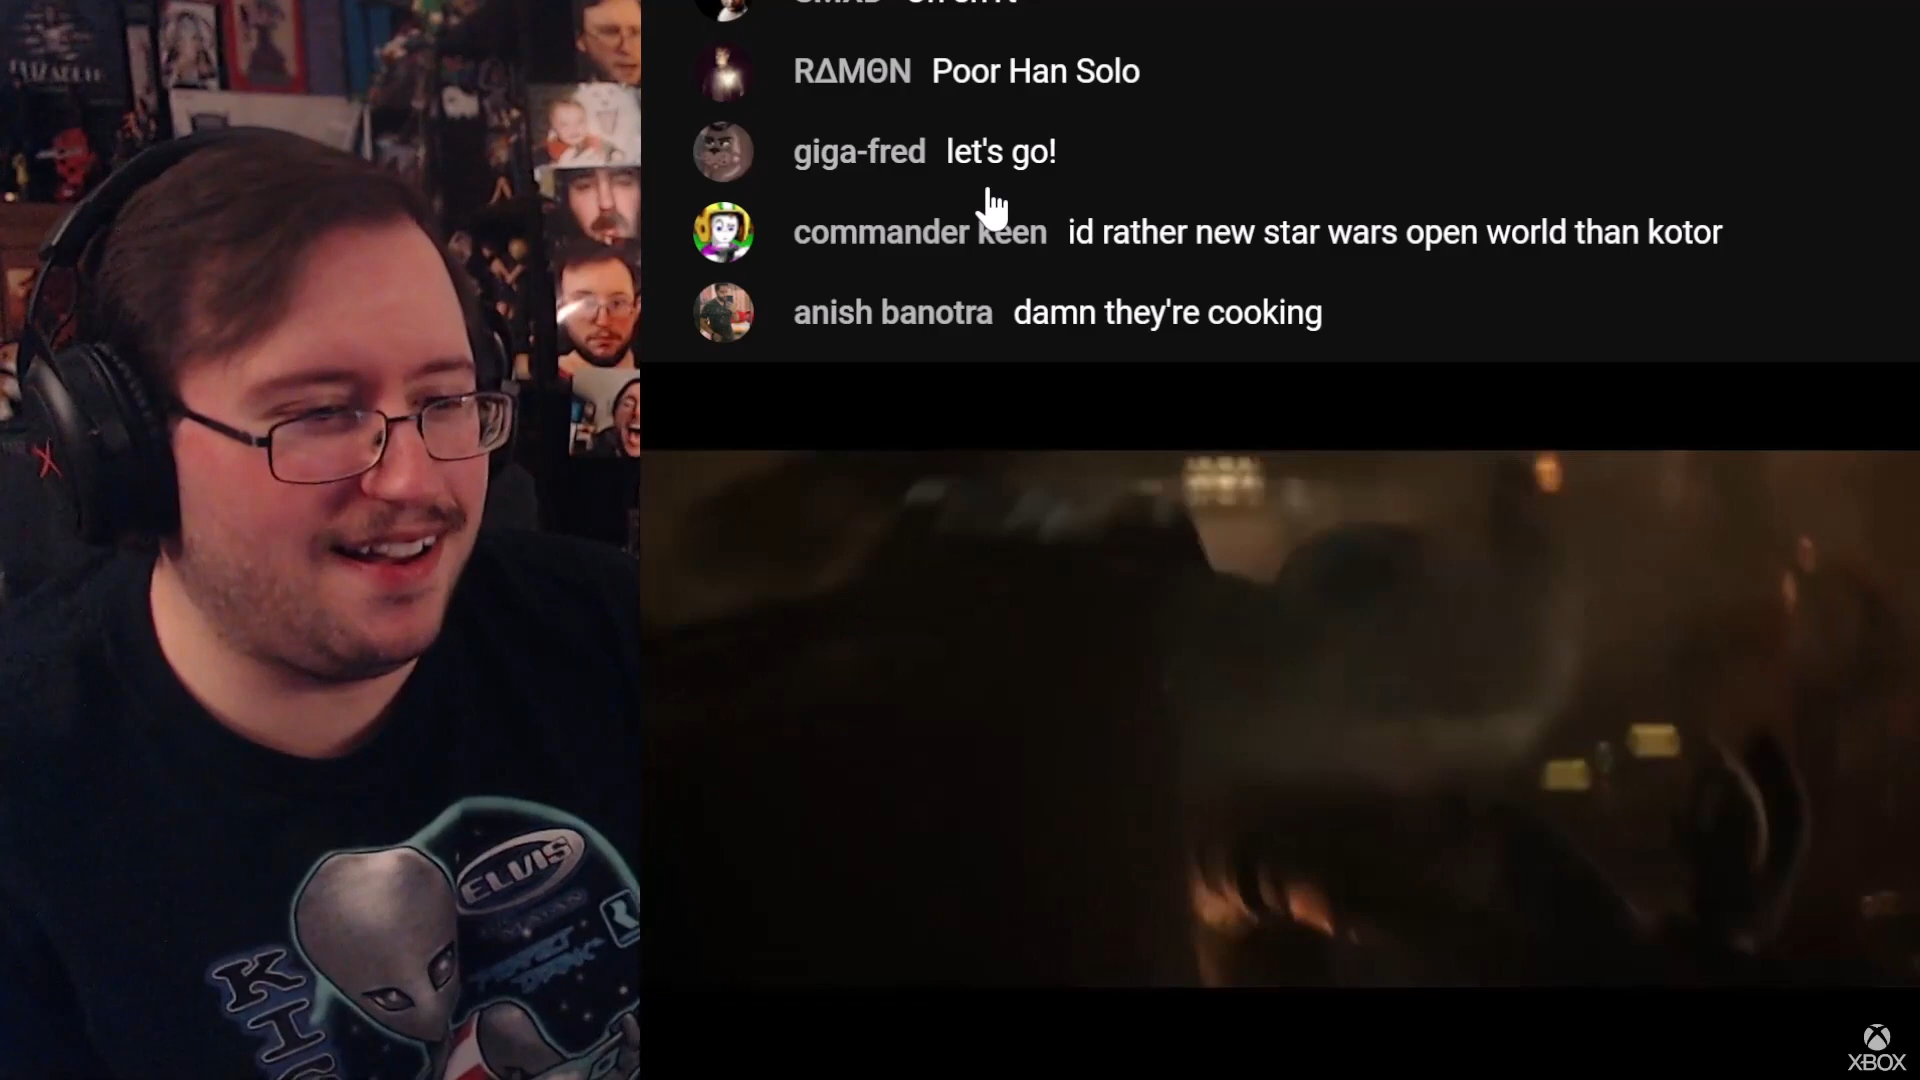 RΔMΘN Poor Han Solo
giga-fred let's go!
commander keen id rather new star wars open world than kotor
anish banotra damn they're cooking
ELVIS
KI
XBOX